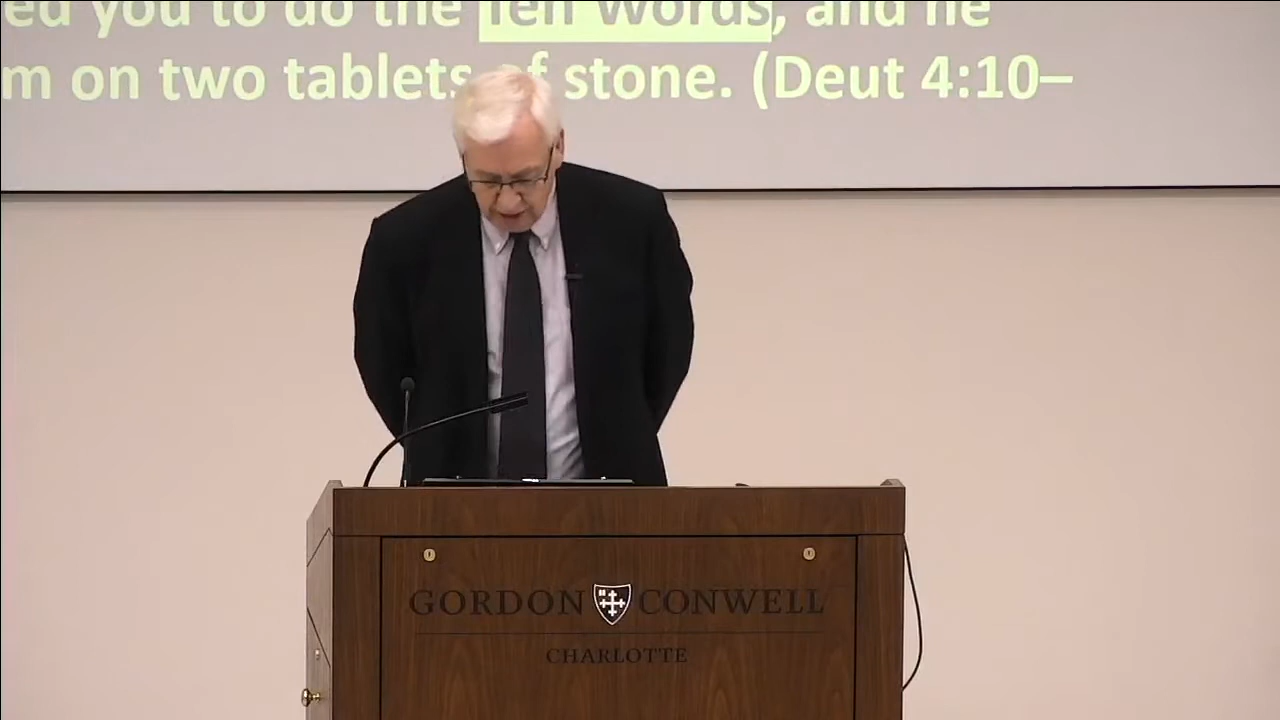 ed you to do the Ten Words, and he
m on two tablets of stone. (Deut 4:10–
GORDON CONWELL
CHARLOTTE